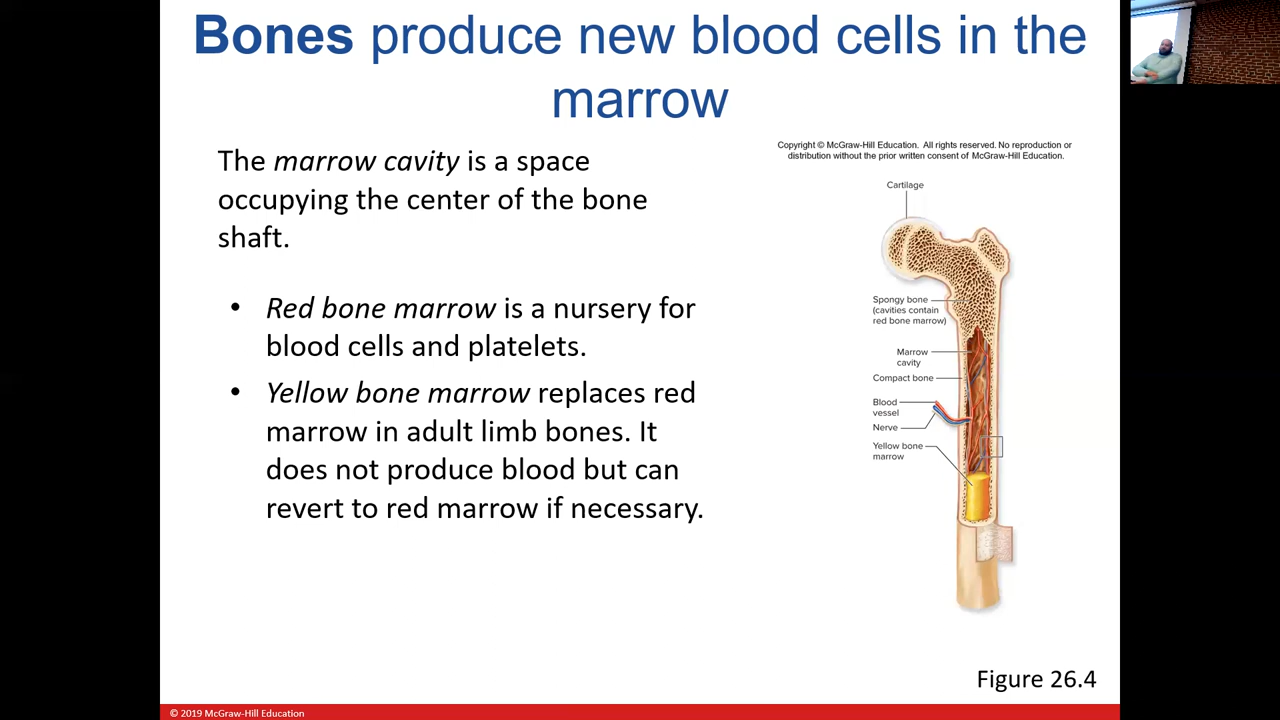 Bones produce new blood cells in the
marrow
The marrow cavity is a space
occupying the center of the bone
shaft.
• Red bone marrow is a nursery for
blood cells and platelets.
• Yellow bone marrow replaces red
marrow in adult limb bones. It
does not produce blood but can
revert to red marrow if necessary.
Copyright © McGraw-Hill Education. All rights reserved. No reproduction or
distribution without the prior written consent of McGraw-Hill Education.
Cartilage
Spongy bone
(cavities contain
red bone marrow)
Marrow
cavity
Compact bone
Blood
vessel
Nerve
Yellow bone
marrow
Figure 26.4
© 2019 McGraw-Hill Education